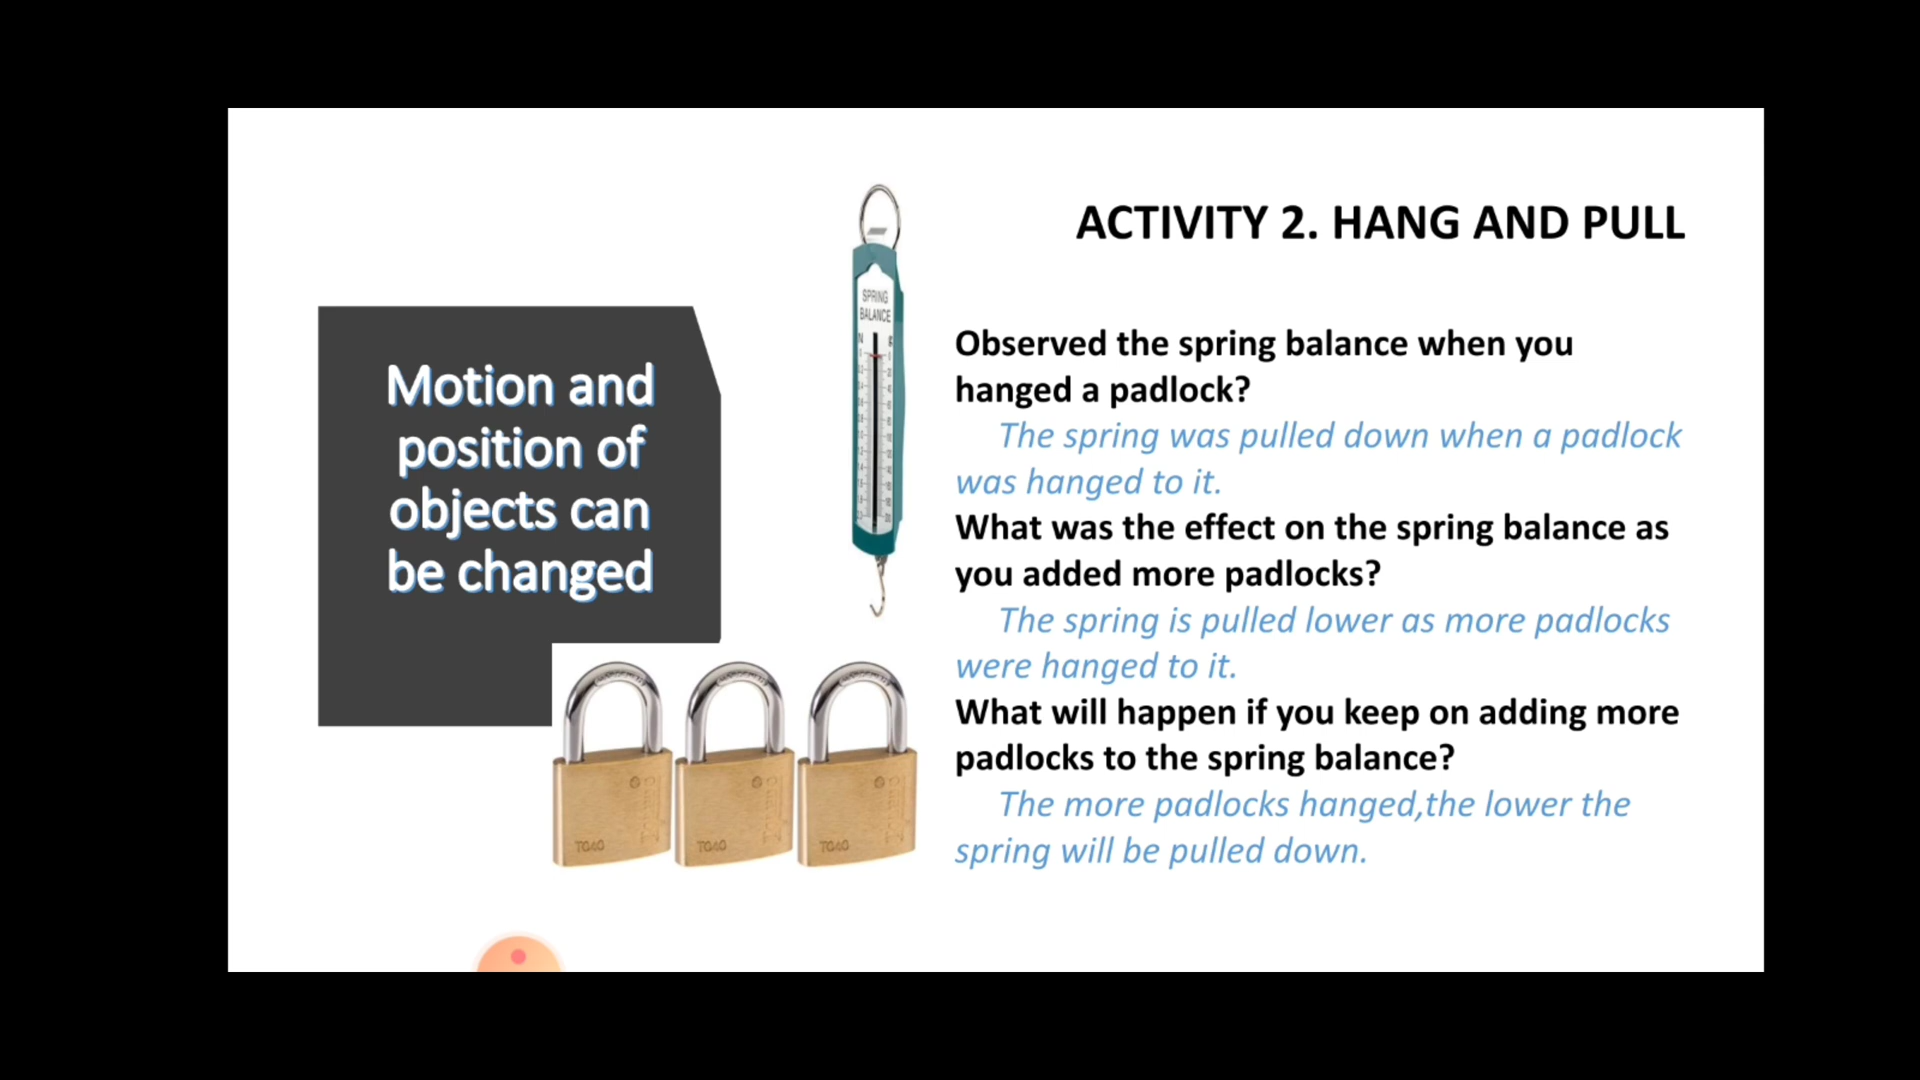 ACTIVITY 2. HANG AND PULL
Motion and
position of
objects can
be changed
SPRING
BALANCE
N g
Observed the spring balance when you
hanged a padlock?
The spring was pulled down when a padlock
was hanged to it.
What was the effect on the spring balance as
you added more padlocks?
The spring is pulled lower as more padlocks
were hanged to it.
What will happen if you keep on adding more
padlocks to the spring balance?
The more padlocks hanged,the lower the
spring will be pulled down.
TG40 TG40 TG40